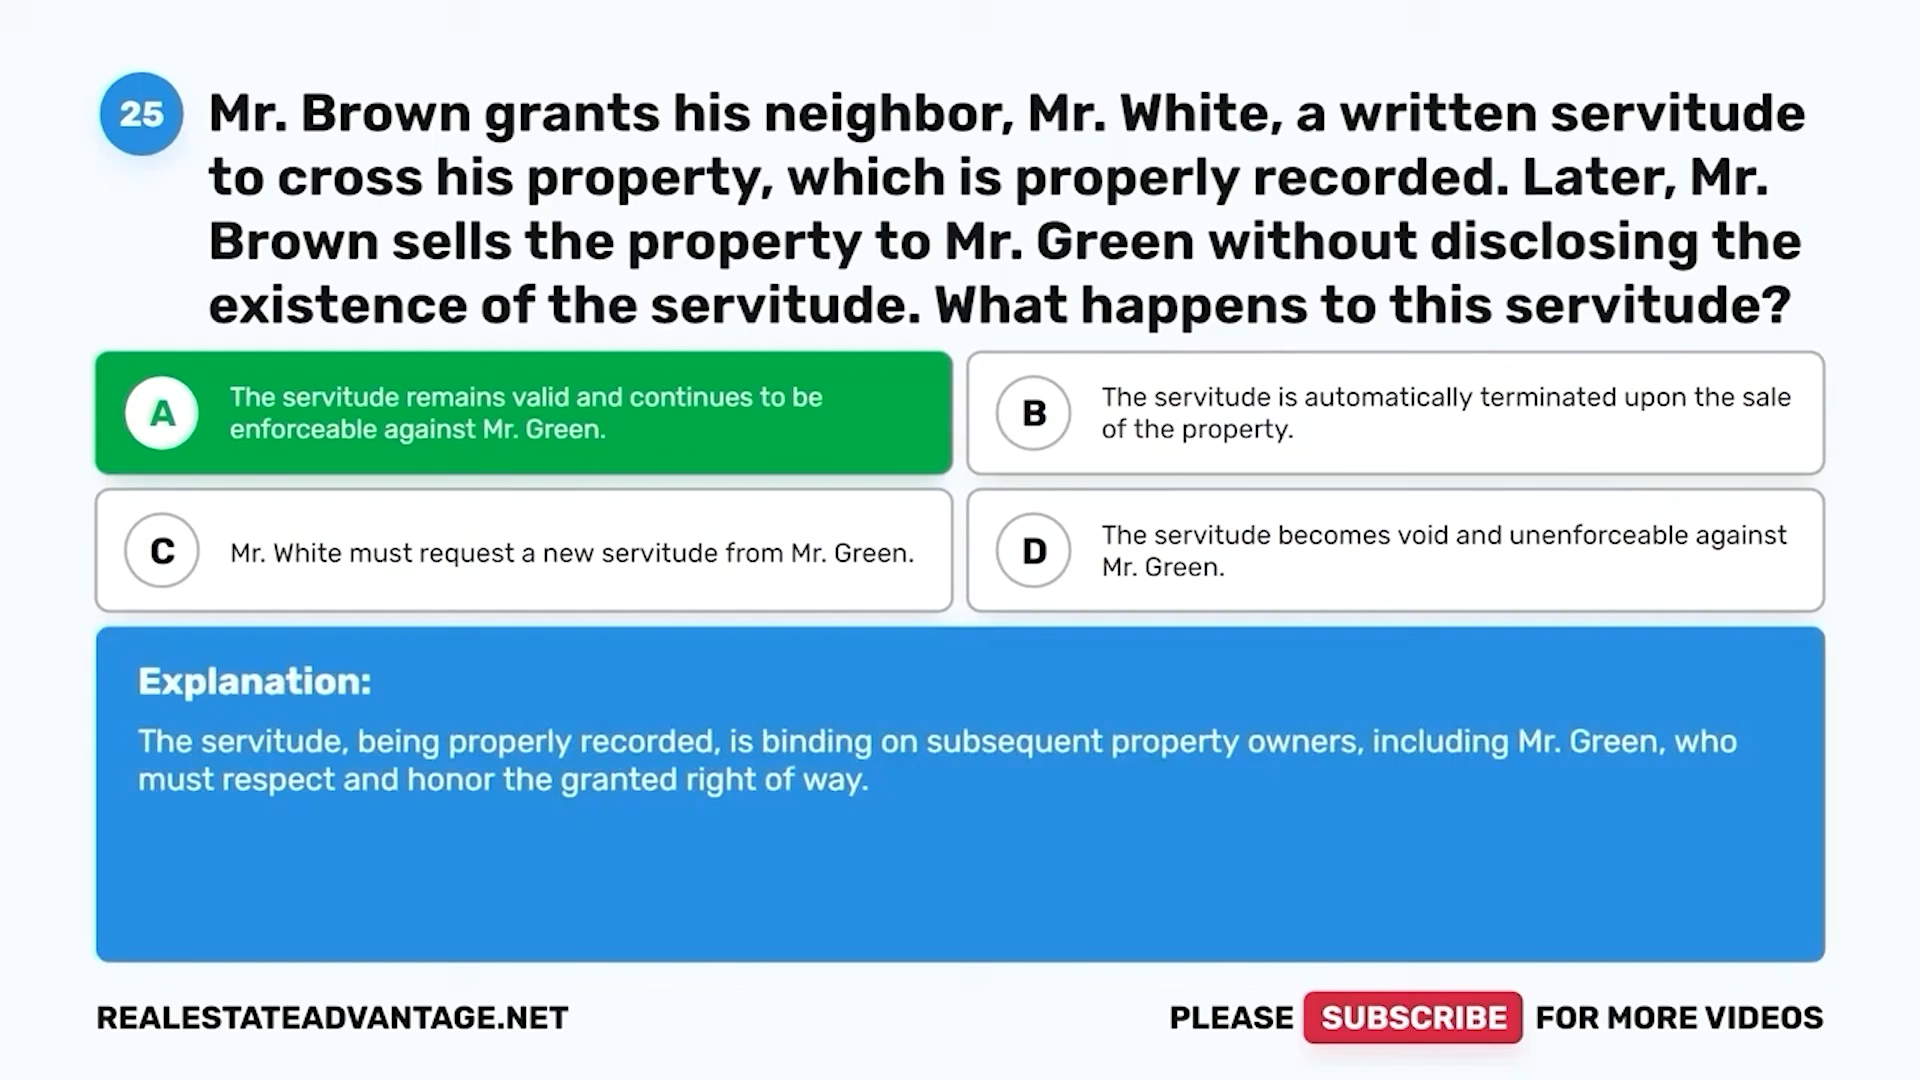 25
Mr. Brown grants his neighbor, Mr. White, a written servitude
to cross his property, which is properly recorded. Later, Mr.
Brown sells the property to Mr. Green without disclosing the
existence of the servitude. What happens to this servitude?
A
The servitude remains valid and continues to be
enforceable against Mr. Green.
B
The servitude is automatically terminated upon the sale
of the property.
C
Mr. White must request a new servitude from Mr. Green.
D
The servitude becomes void and unenforceable against
Mr. Green.
Explanation:
The servitude, being properly recorded, is binding on subsequent property owners, including Mr. Green, who
must respect and honor the granted right of way.
REALESTATEADVANTAGE.NET
PLEASE SUBSCRIBE FOR MORE VIDEOS